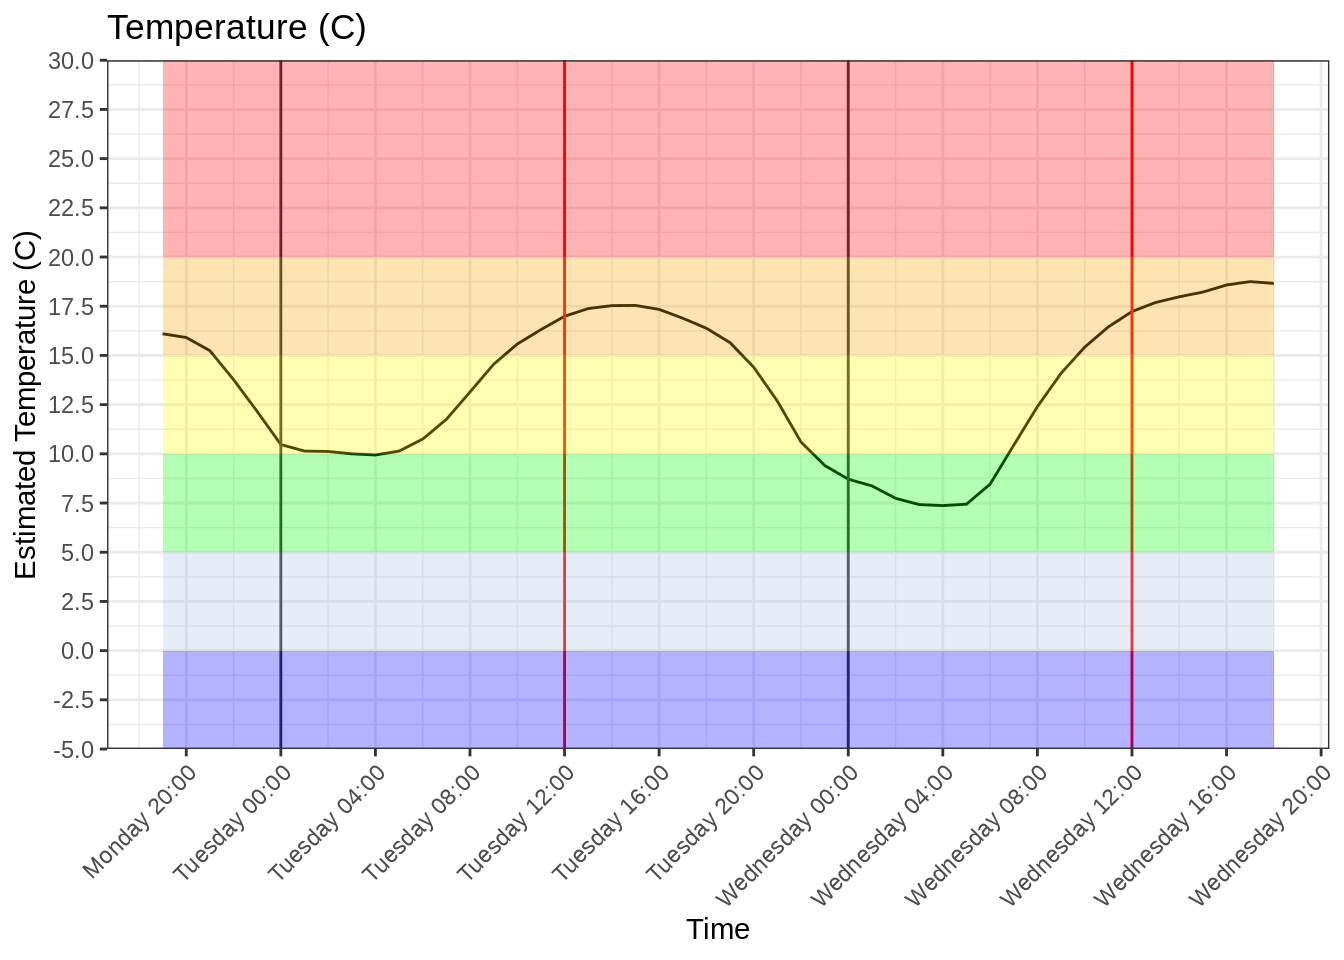 Temperature (C)
Estimated Temperature (C)
30.0
27.5
25.0
22.5
20.0
17.5
15.0
12.5
10.0
7.5
5.0
2.5
0.0
-2.5
-5.0
Monday 20:00
Tuesday 00:00
Tuesday 04:00
Tuesday 08:00
Tuesday 12:00
Tuesday 16:00
Tuesday 20:00
Wednesday 00:00
Wednesday 04:00
Wednesday 08:00
Wednesday 12:00
Wednesday 16:00
Wednesday 20:00
Time